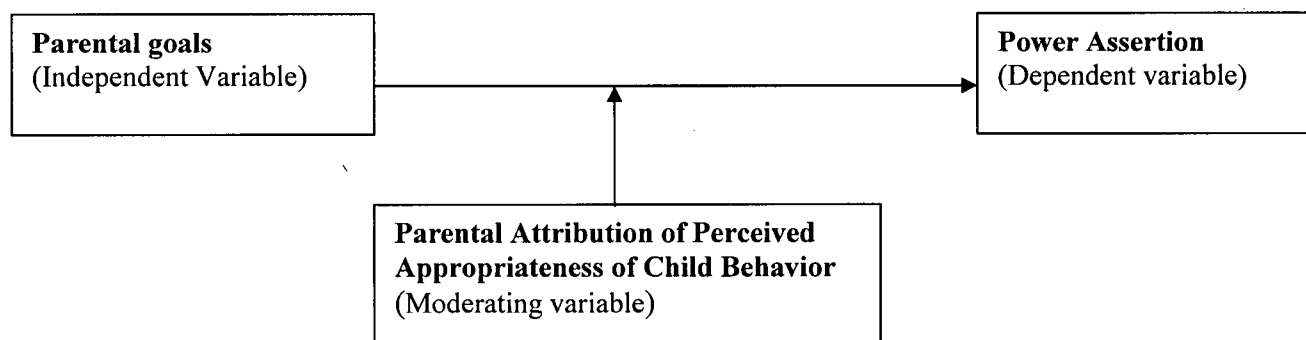 Parental goals
(Independent Variable)
Power Assertion
(Dependent variable)
Parental Attribution of Perceived
Appropriateness of Child Behavior
(Moderating variable)